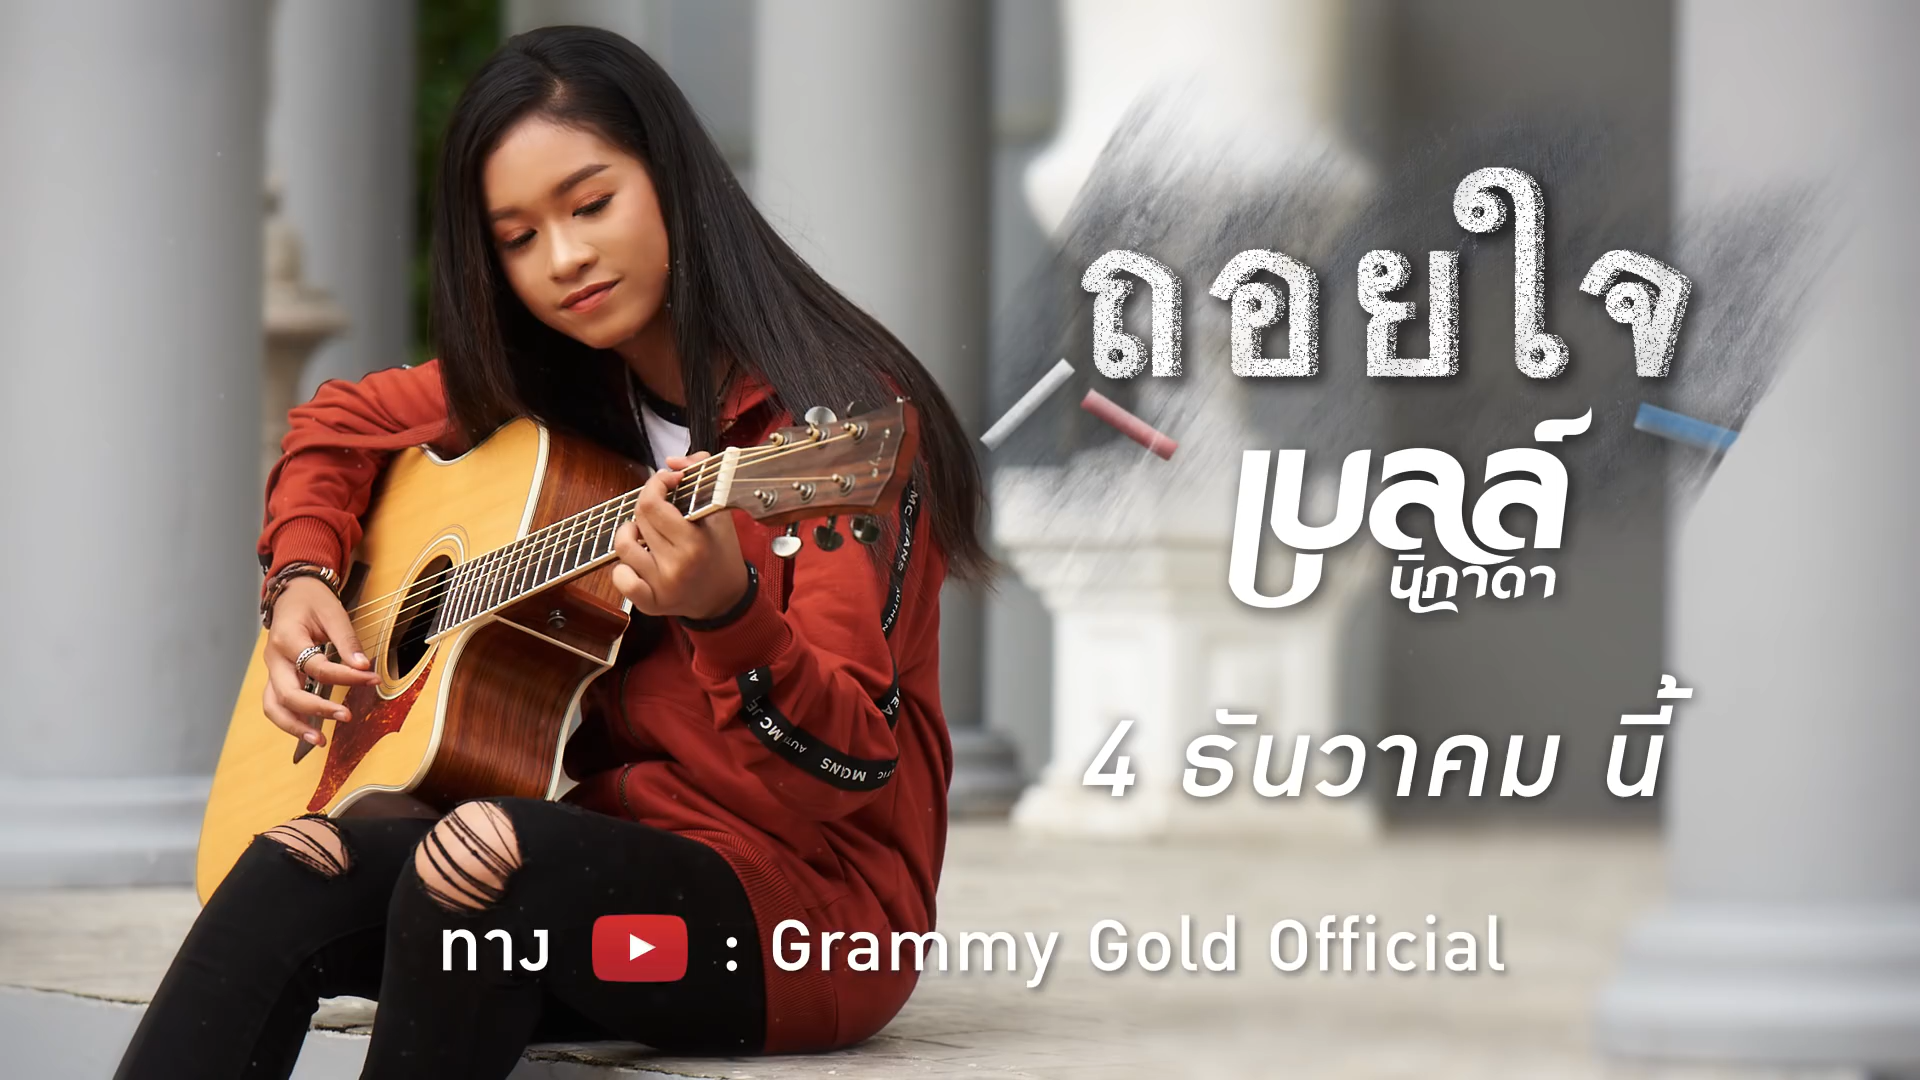 ถอยใจ
เบลล์
นิภาดา
4 ธันวาคม นี้
ทาง : Grammy Gold Official